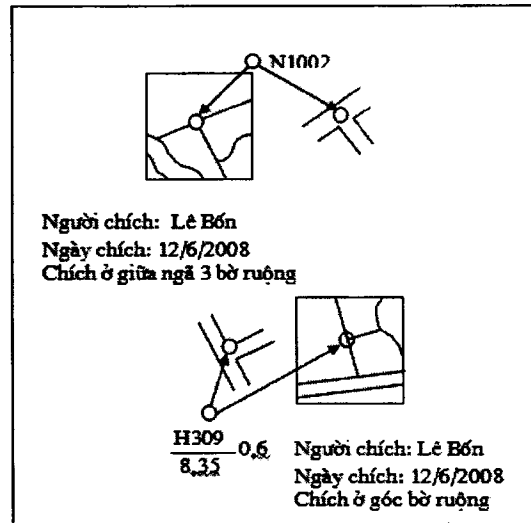 N1002
Người chích: Lê Bốn
Ngày chích: 12/6/2008
Chích ở giữa ngã 3 bờ ruộng
H309
8,35
0,6
Người chích: Lê Bốn
Ngày chích: 12/6/2008
Chích ở góc bờ ruộng